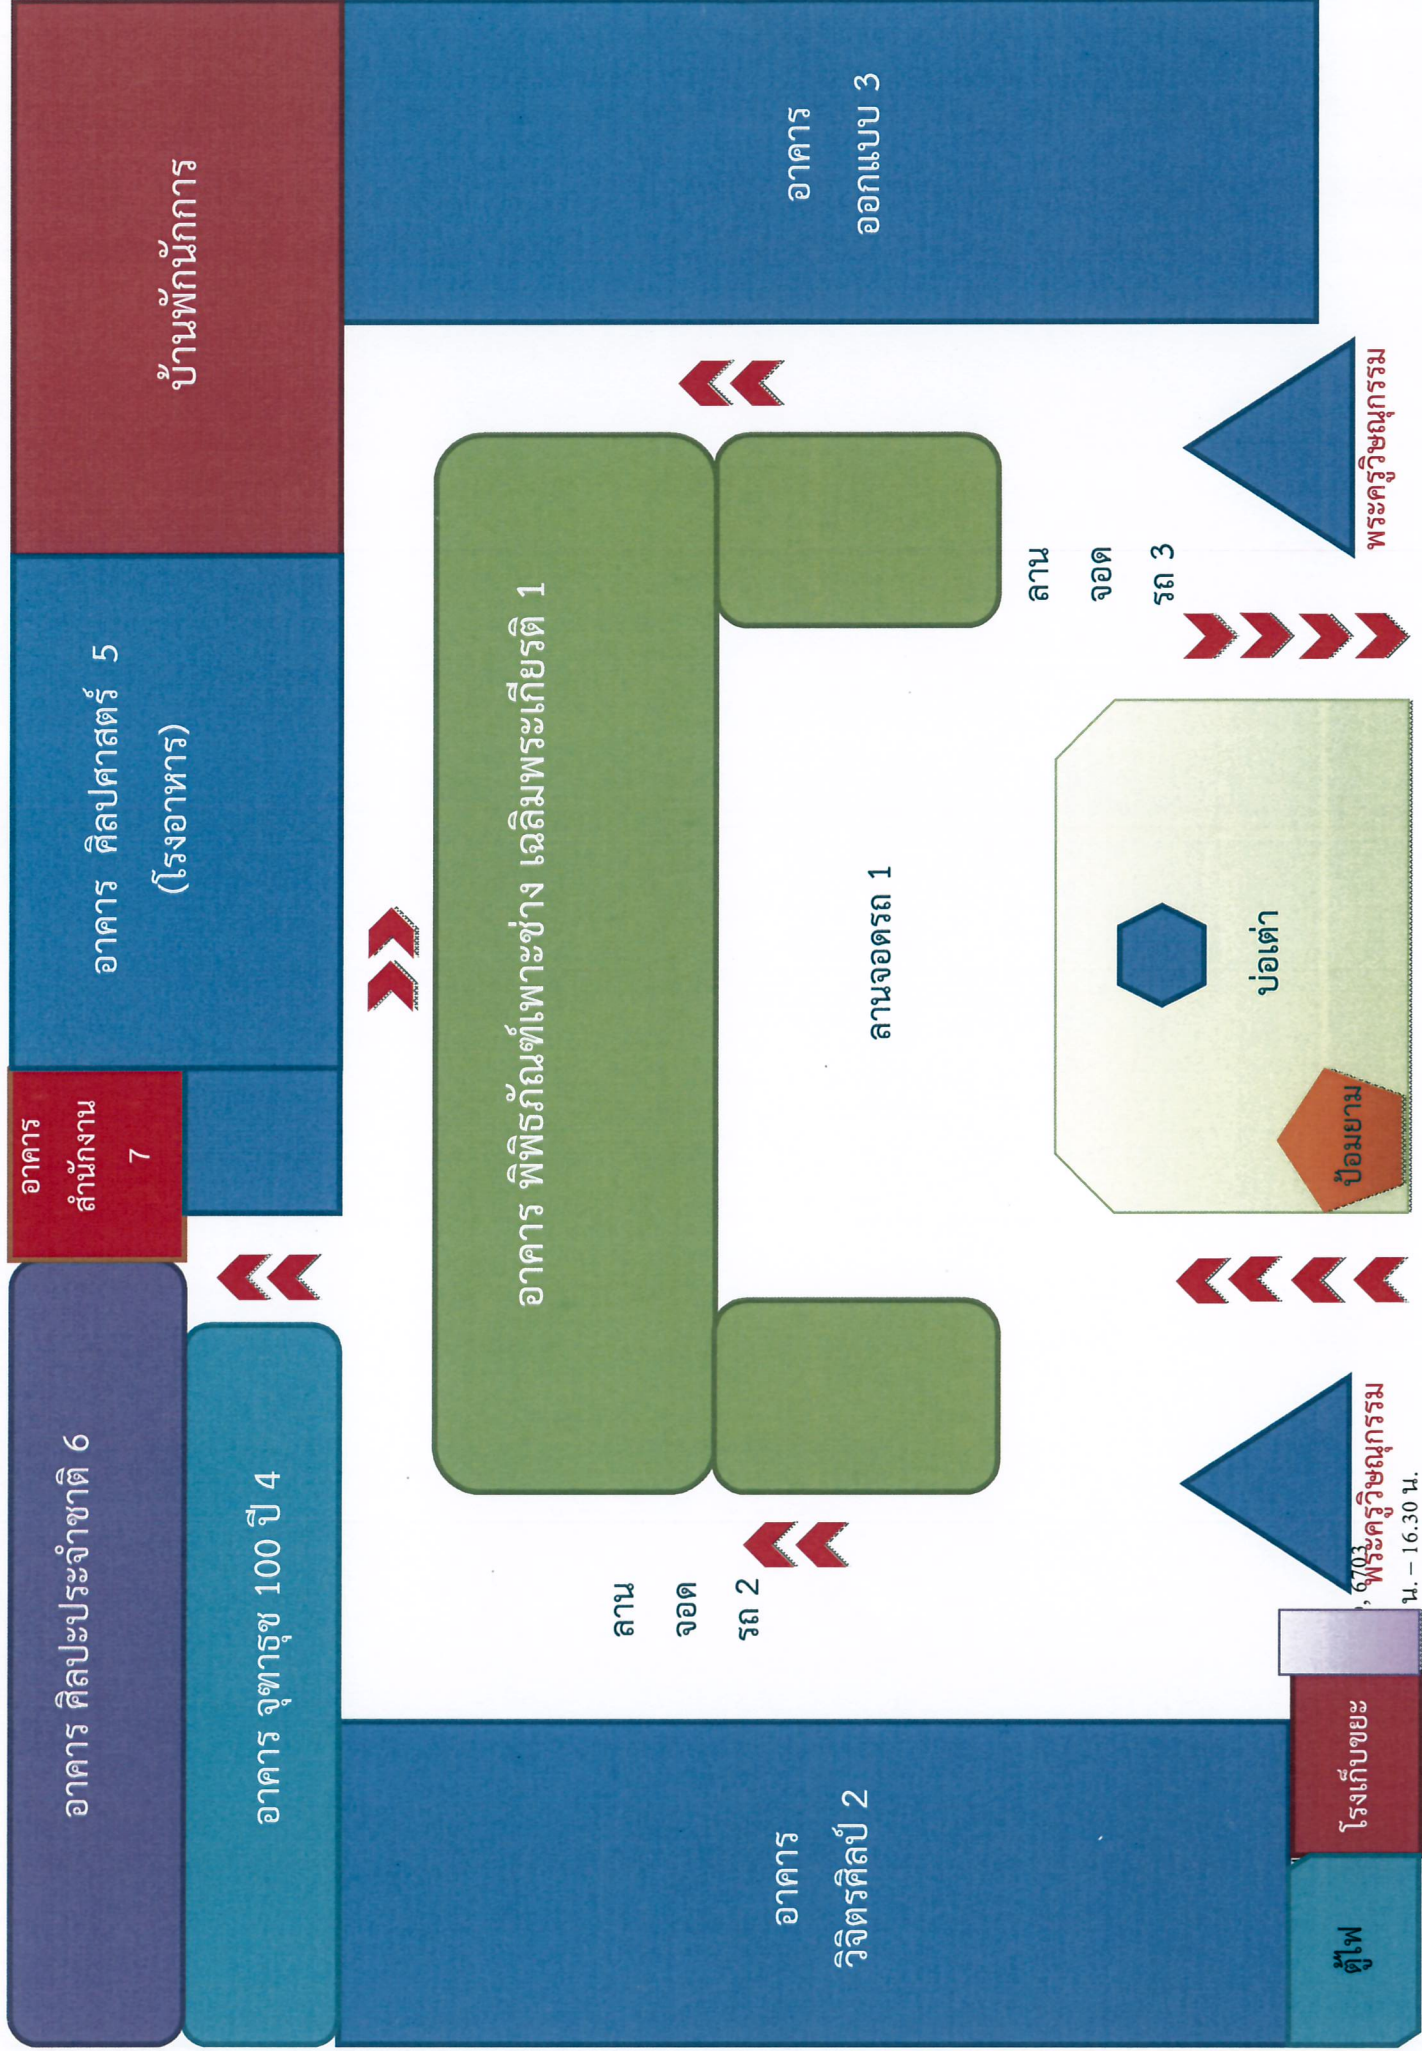 อาคาร ศิลปะประจำชาติ 6
อาคาร
สำนักงาน
7
อาคาร ศิลปศาสตร์ 5
(โรงอาหาร)
บ้านพักนักการ
อาคาร จุฑาธุช 100 ปี 4
อาคาร พิพิธภัณฑ์เพาะช่าง เฉลิมพระเกียรติ 1
อาคาร
วิจิตรศิลป์ 2
ลาน
จอด
รถ 2
ลานจอดรถ 1
ลาน
จอด
รถ 3
อาคาร
ออกแบบ 3
บ่อเต่า
ป้อมยาม
ตู้ไฟ
โรงเก็บขยะ
พระครูวิษณุกรรม
พระครูวิษณุกรรม
, 6703
น. – 16.30 น.